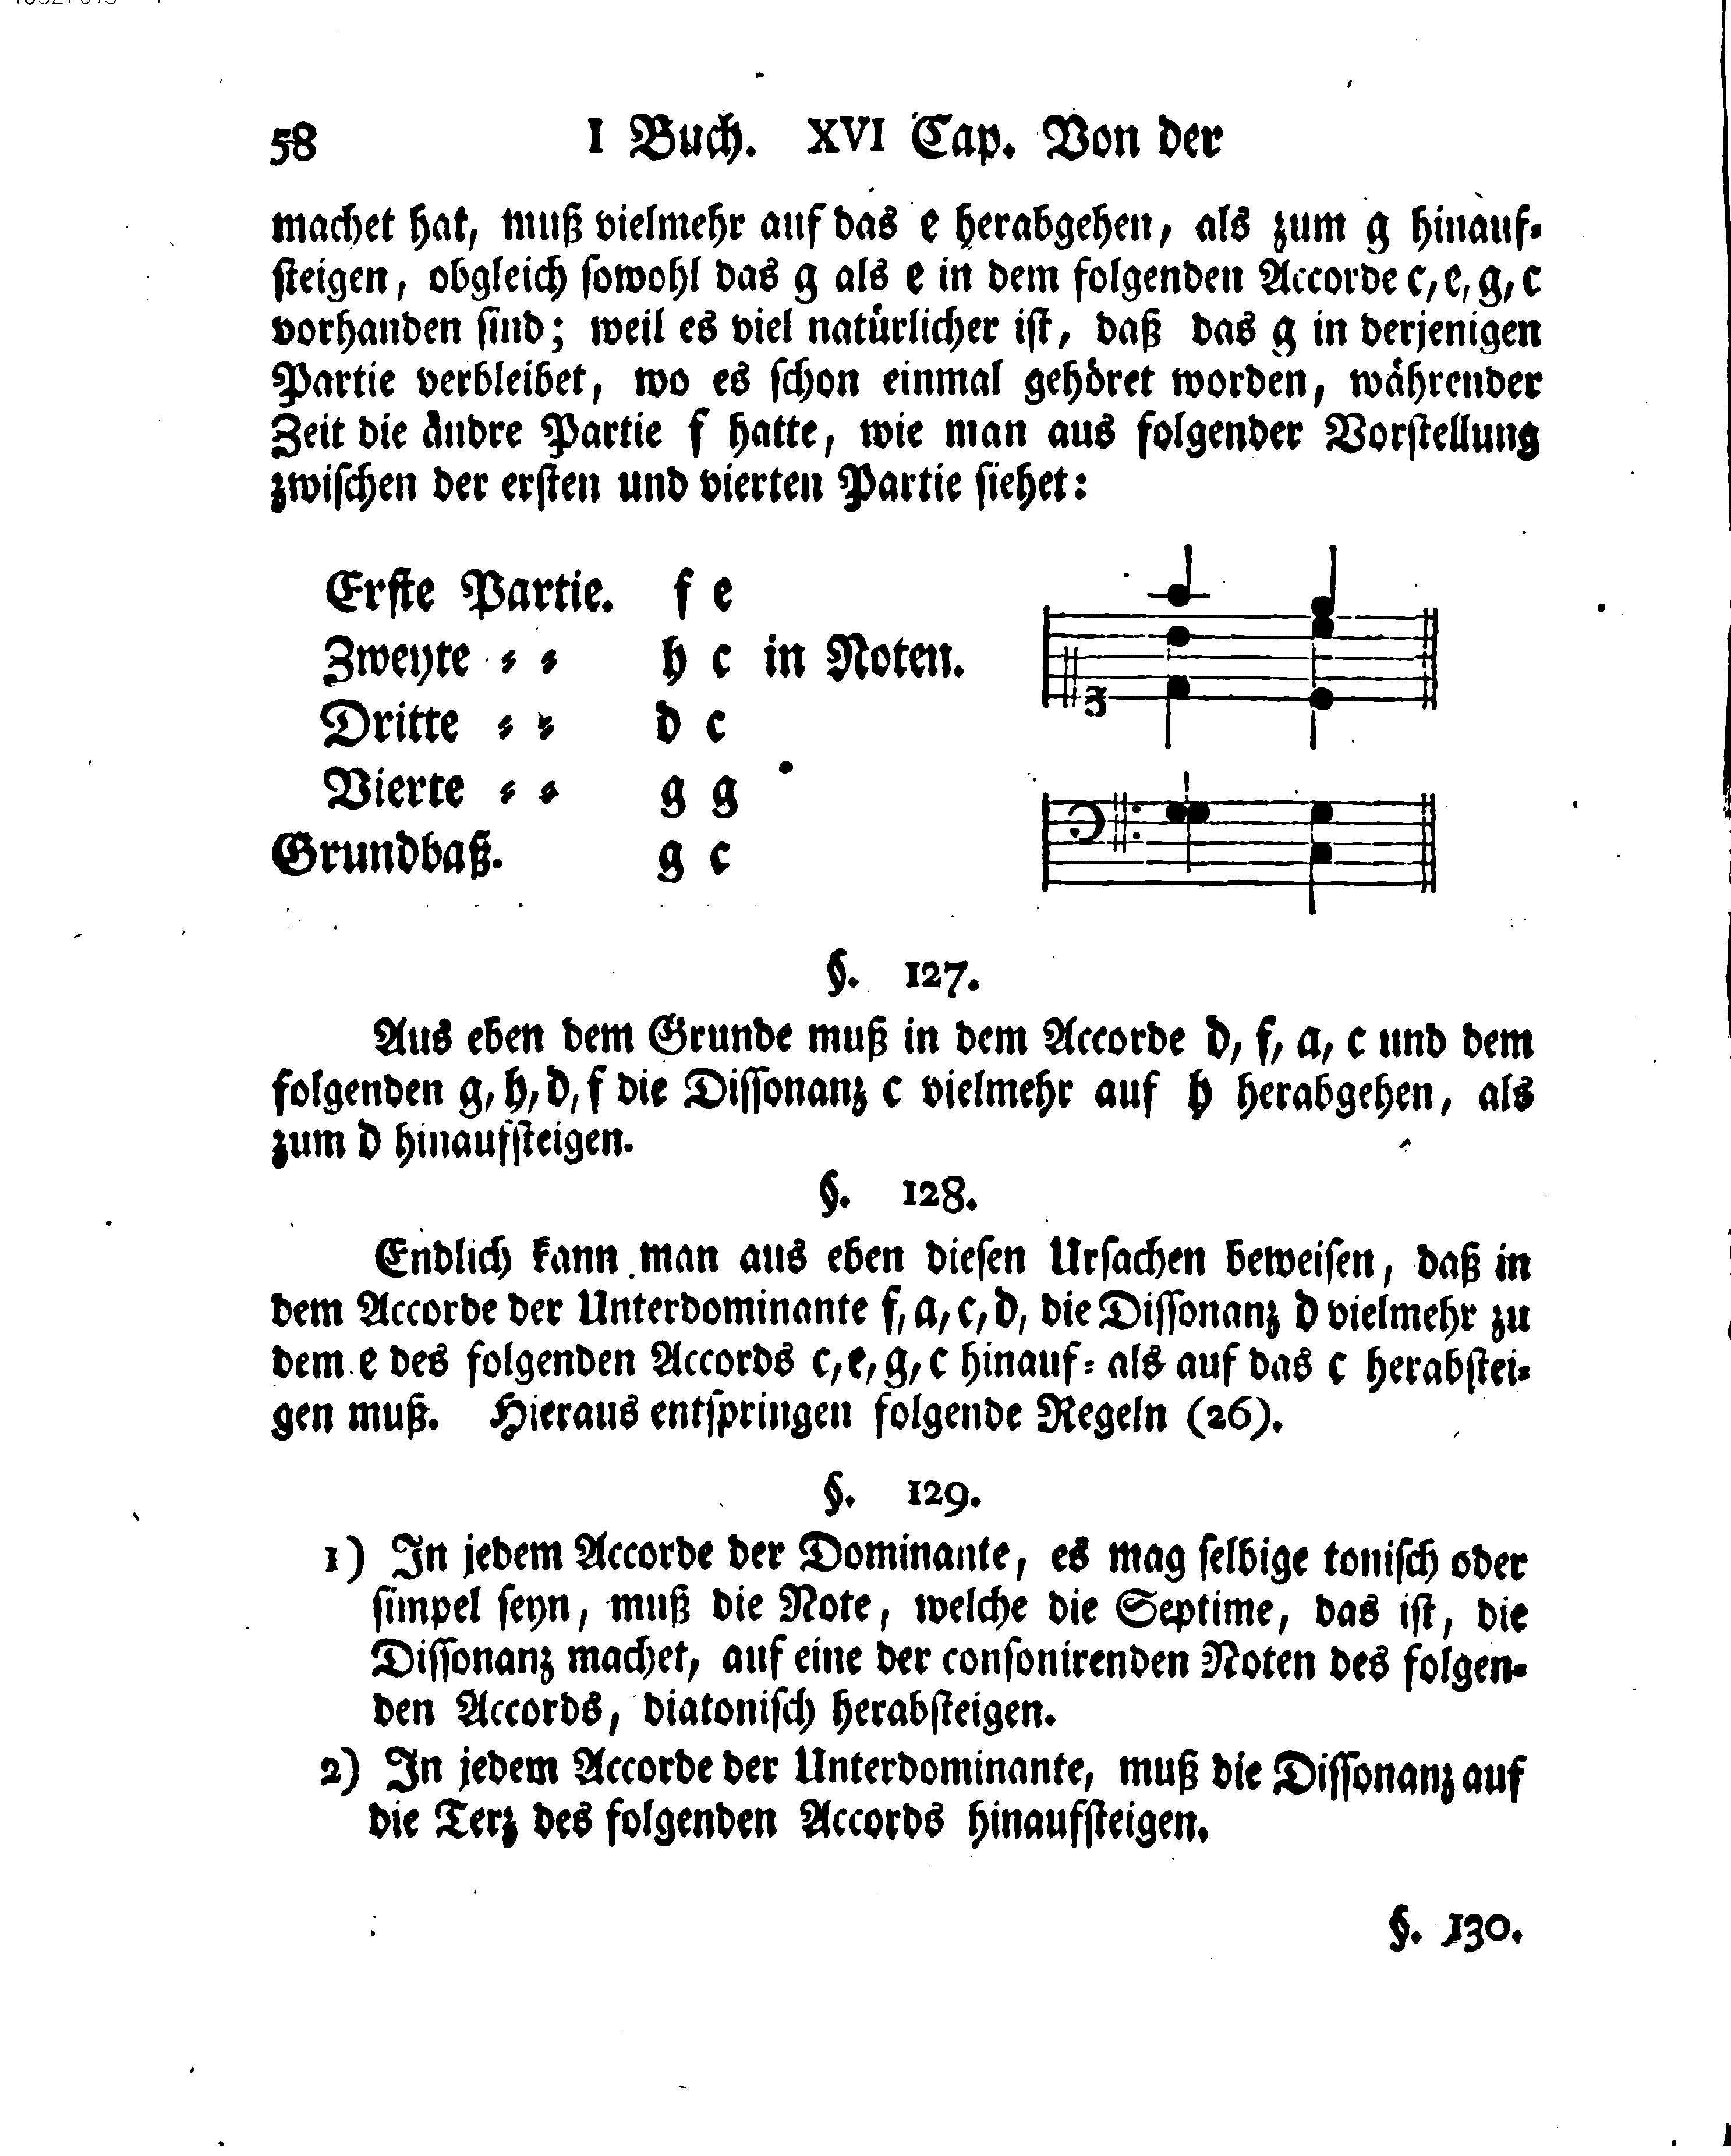 58 I Buch. XVI Cap. Von der
machet hat, muß vielmehr auf das e herabgehen, als zum g hinauf-
steigen, obgleich sowohl das g als e in dem folgenden Accorde c, e, g, c
vorhanden sind; weil es viel natürlicher ist, daß das g in derjenigen
Partie verbleibet, wo es schon einmal gehöret worden, währender
Zeit die andre Partie f hatte, wie man aus folgender Vorstellung
zwischen der ersten und vierten Partie siehet:
Erste Partie. f e
Zweyte = = h c in Noten.
Dritte = = d c
Vierte = = g g
Grundbaß. g c
§. 127.
Aus eben dem Grunde muß in dem Accorde d, f, a, c und dem
folgenden g, h, d, f die Dissonanz c vielmehr auf h herabgehen, als
zum d hinaufsteigen.
§. 128.
Endlich kann man aus eben diesen Ursachen beweisen, daß in
dem Accorde der Unterdominante f, a, c, d, die Dissonanz d vielmehr zu
dem e des folgenden Accords c, e, g, c hinauf= als auf das c herabstei-
gen muß. Hieraus entspringen folgende Regeln (26).
§. 129.
1) In jedem Accorde der Dominante, es mag selbige tonisch oder
simpel seyn, muß die Note, welche die Septime, das ist, die
Dissonanz machet, auf eine der consonirenden Noten des folgen-
den Accords, diatonisch herabsteigen.
2) In jedem Accorde der Unterdominante, muß die Dissonanz auf
die Terz des folgenden Accords hinaufsteigen.
§. 130.